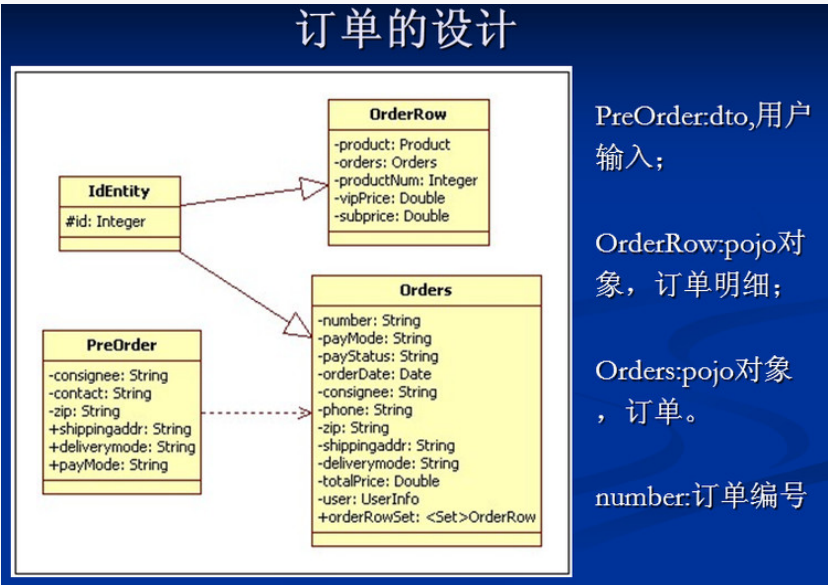 订单的设计
OrderRow
-product: Product
-orders: Orders
-productNum: Integer
-vipPrice: Double
-subprice: Double
IdEntity
#id: Integer
Orders
-number: String
-payMode: String
-payStatus: String
-orderDate: Date
-consignee: String
-phone: String
-zip: String
-shippingaddr: String
-deliverymode: String
-totalPrice: Double
-user: UserInfo
+orderRowSet: <Set>OrderRow
PreOrder
-consignee: String
-contact: String
-zip: String
+shippingaddr: String
+deliverymode: String
+payMode: String
PreOrder:dto,用户
输入；
OrderRow:pojo对
象，订单明细；
Orders:pojo对象
，订单。
number:订单编号